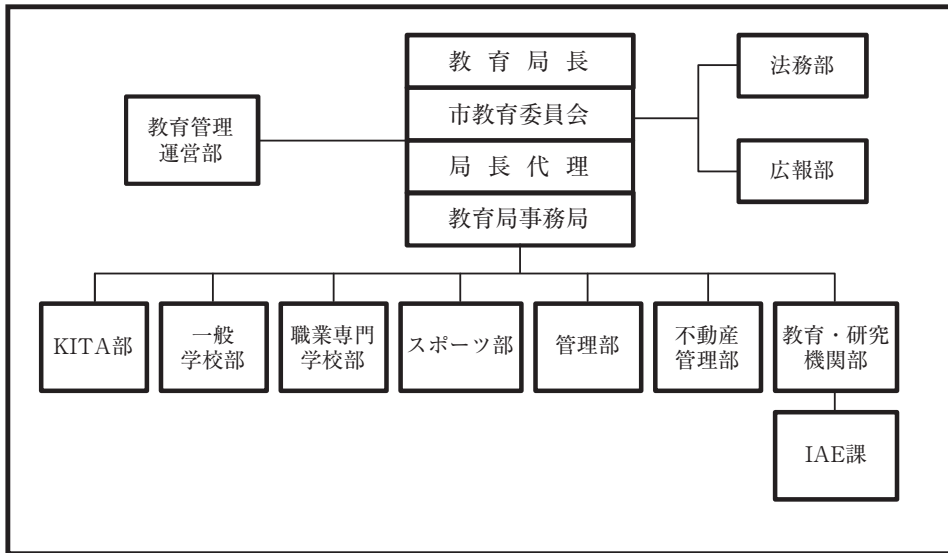 教育局長
市教育委員会
局長代理
教育局事務局
教育管理
運営部
法務部
広報部
KITA部
一般
学校部
職業専門
学校部
スポーツ部
管理部
不動産
管理部
教育・研究
機関部
IAE課